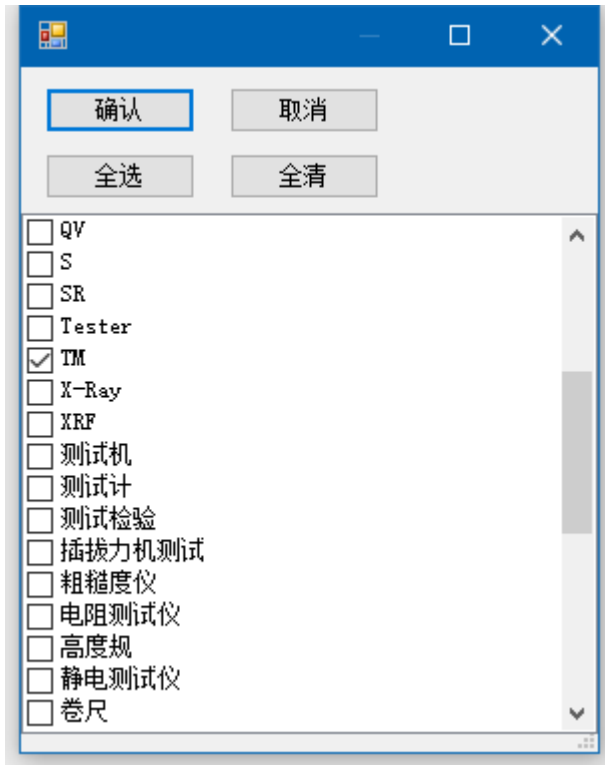 确认 取消
全选 全清
QV
S
SR
Tester
TM
X-Ray
XRF
测试机
测试计
测试检验
插拔力机测试
粗糙度仪
电阻测试仪
高度规
静电测试仪
卷尺